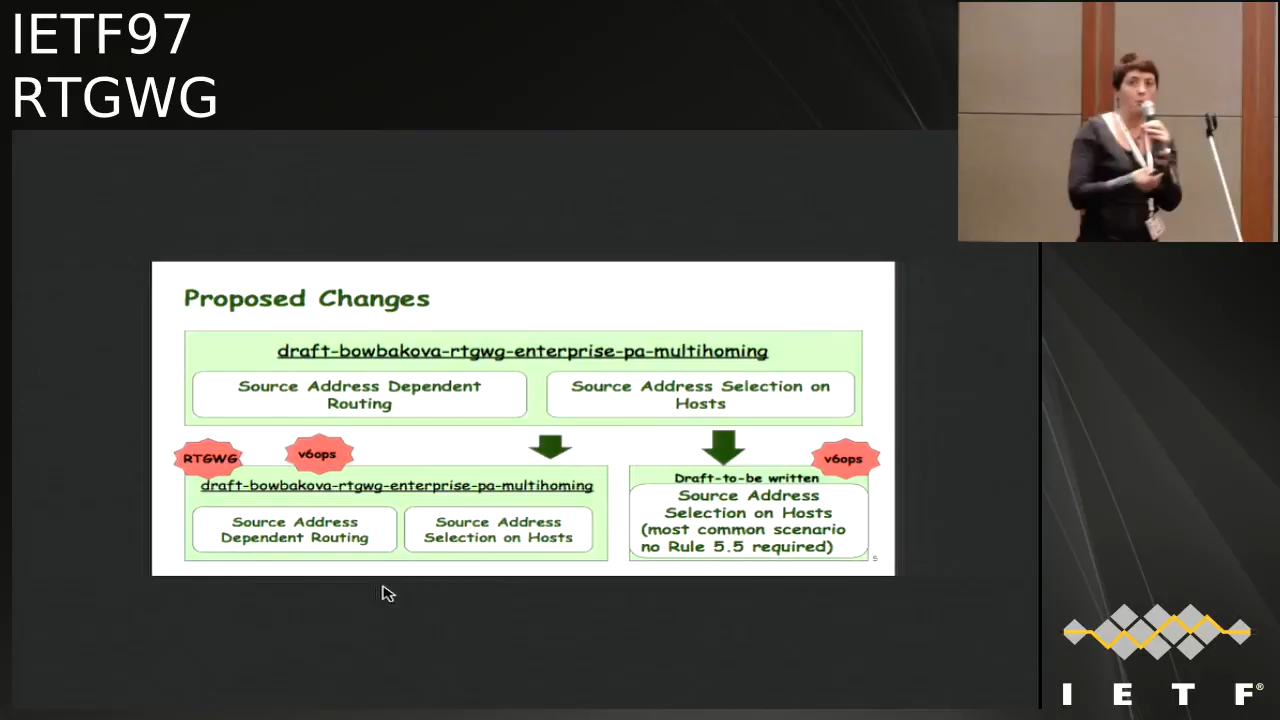 IETF97
RTGWG
Proposed Changes
draft-bowbakova-rtgwg-enterprise-pa-multihoming
Source Address Dependent
Routing
Source Address Selection on
Hosts
RTGWG
v6ops
v6ops
draft-bowbakova-rtgwg-enterprise-pa-multihoming
Source Address
Dependent Routing
Source Address
Selection on Hosts
Draft-to-be written
Source Address
Selection on Hosts
(most common scenario
no Rule 5.5 required)
5
I E T F®